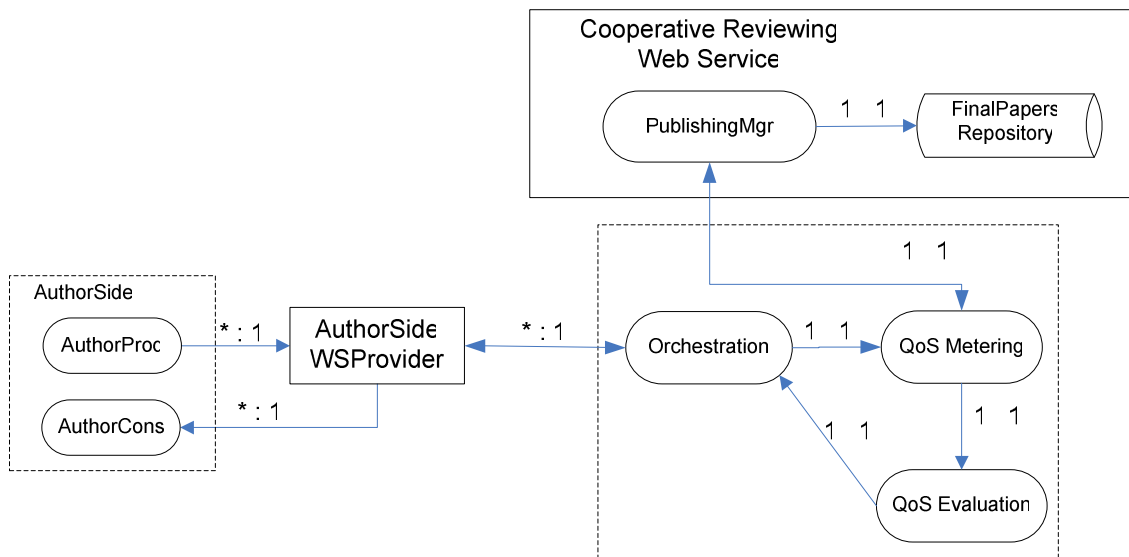 Cooperative Reviewing
Web Service
PublishingMgr
1 1
FinalPapers
Repository
1 1
AuthorSide
AuthorProc
* : 1
AuthorSide
WSProvider
* : 1
Orchestration
1 1
QoS Metering
AuthorCons
* : 1
1 1
1 1
QoS Evaluation